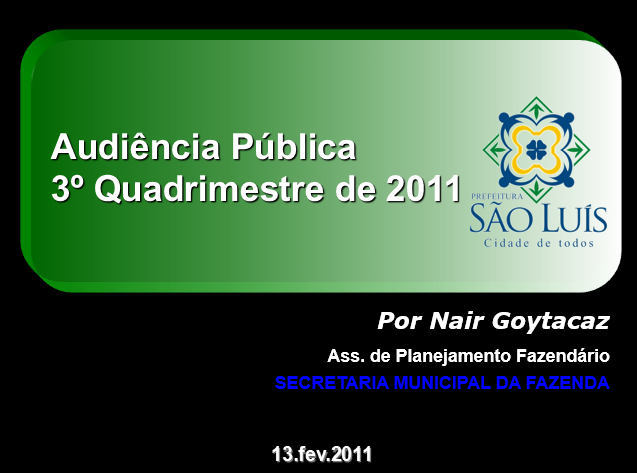 Audiência Pública
3º Quadrimestre de 2011
PREFEITURA
SÃO LUÍS
Cidade de todos
Por Nair Goytacaz
Ass. de Planejamento Fazendário
SECRETARIA MUNICIPAL DA FAZENDA
13.fev.2011